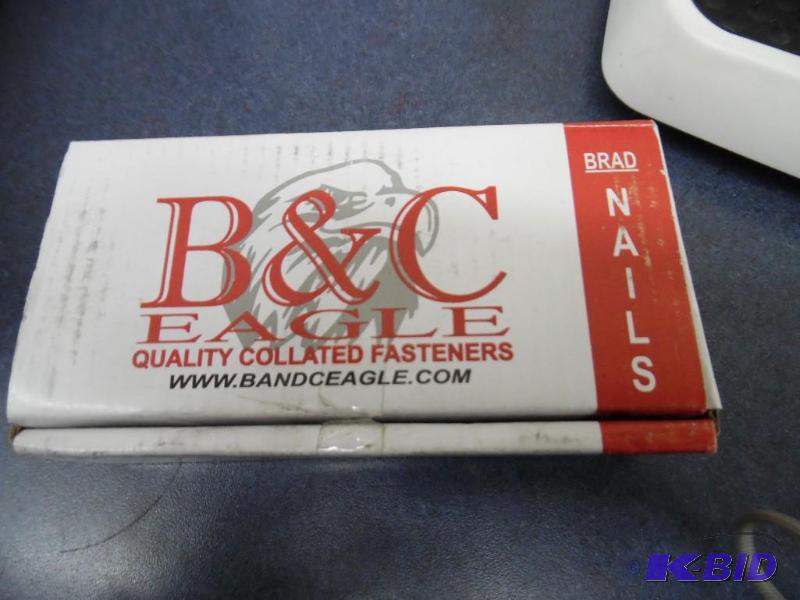 B&C
EAGLE
QUALITY COLLATED FASTENERS
WWW.BANDCEAGLE.COM
BRAD
NAILS
K-BID